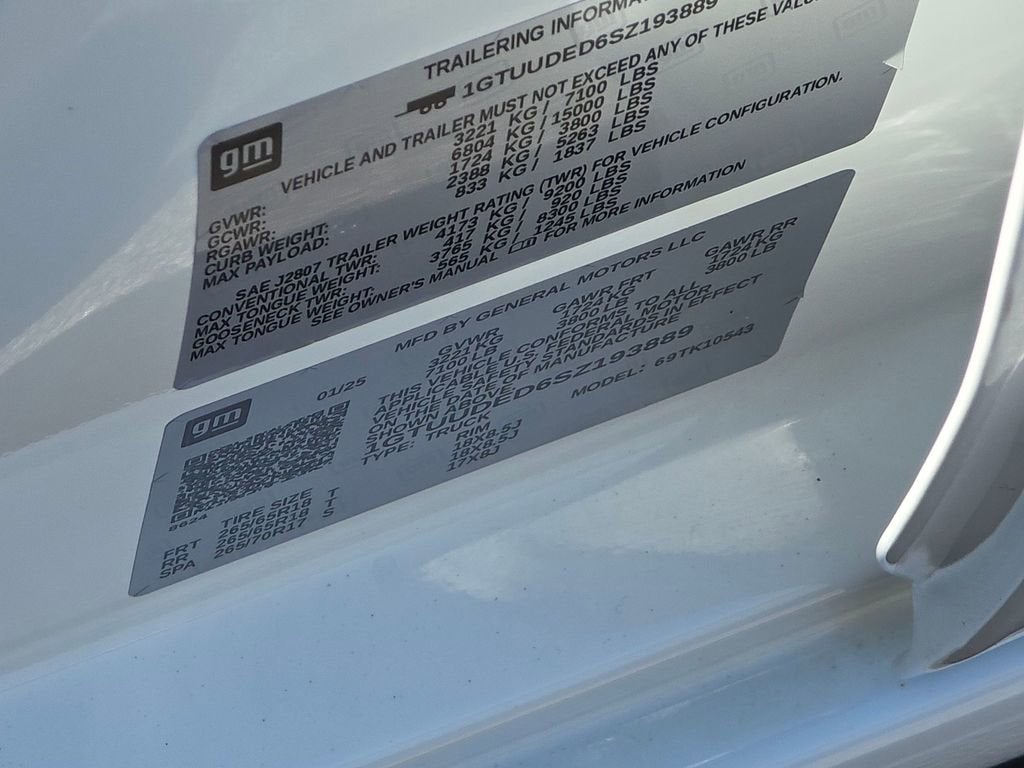 TRAILERING INFORMA
1GTUUDED6SZ193889
VEHICLE AND TRAILER MUST NOT EXCEED ANY OF THESE VALU
gm
GVWR: 3221 KG / 7100 LBS
GCWR: 6804 KG / 15000 LBS
RGAWR: 1724 KG / 3800 LBS
CURB WEIGHT: 2388 KG / 5263 LBS
MAX PAYLOAD: 833 KG / 1837 LBS
SAE J2807 TRAILER WEIGHT RATING (TWR) FOR VEHICLE CONFIGURATION.
CONVENTIONAL TWR: 4173 KG / 9200 LBS
MAX TONGUE WEIGHT: 417 KG / 920 LBS
GOOSENECK TWR: 3765 KG / 8300 LBS
MAX TONGUE WEIGHT: 565 KG / 1245 LBS
SEE OWNER'S MANUAL FOR MORE INFORMATION
gm
01/25
MFD BY GENERAL MOTORS LLC
GVWR GAWR FRT GAWR RR
3221 KG 1724 KG 1724 KG
7100 LB 3800 LB 3800 LB
THIS VEHICLE CONFORMS TO ALL
APPLICABLE U.S. FEDERAL MOTOR
VEHICLE SAFETY STANDARDS IN EFFECT
ON THE DATE OF MANUFACTURE
SHOWN ABOVE.
1GTUUDED6SZ193889
TYPE: TRUCK MODEL: 69TK10543
9624
TIRE SIZE RIM
FRT 265/65R18 T 18X8.5J
RR 265/65R18 T 18X8.5J
SPA 265/70R17 S 17X8J